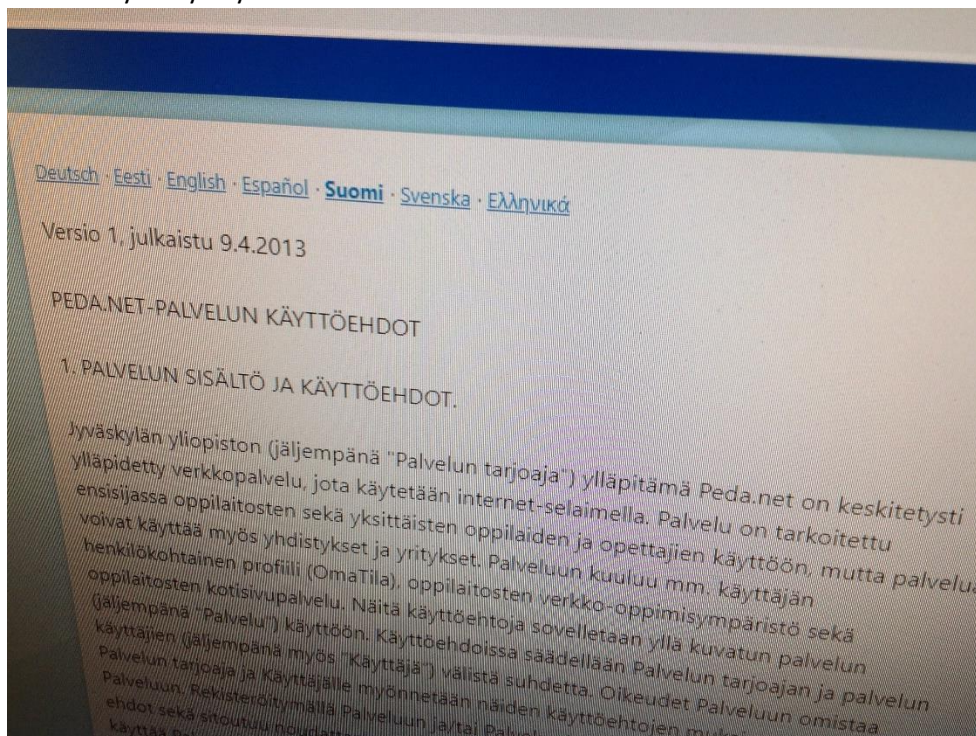 Deutsch · Eesti · English · Español · Suomi · Svenska · Ελληνικά
Versio 1, julkaistu 9.4.2013
PEDA.NET-PALVELUN KÄYTTÖEHDOT
1. PALVELUN SISÄLTÖ JA KÄYTTÖEHDOT.
Jyväskylän yliopiston (jäljempänä "Palvelun tarjoaja") ylläpitämä Peda.net on keskitetysti
ylläpidetty verkkopalvelu, jota käytetään internet-selaimella. Palvelu on tarkoitettu
ensisijassa oppilaitosten sekä yksittäisten oppilaiden ja opettajien käyttöön, mutta palvelua
voivat käyttää myös yhdistykset ja yritykset. Palveluun kuuluu mm. käyttäjän
henkilökohtainen profiili (OmaTila), oppilaitosten verkko-oppimisympäristö sekä
oppilaitosten kotisivupalvelu. Näitä käyttöehtoja sovelletaan yllä kuvatun palvelun
(jäljempänä "Palvelu") käyttöön. Käyttöehdoissa säädellään Palvelun tarjoajan ja palvelun
käyttäjien (jäljempänä myös "Käyttäjä") välistä suhdetta. Oikeudet Palveluun omistaa
Palvelun tarjoaja ja Käyttäjälle myönnetään näiden käyttöehtojen
Palveluun. Rekisteröitymällä Palveluun ja/tai
ehdot sekä sitoutuu
käyttää